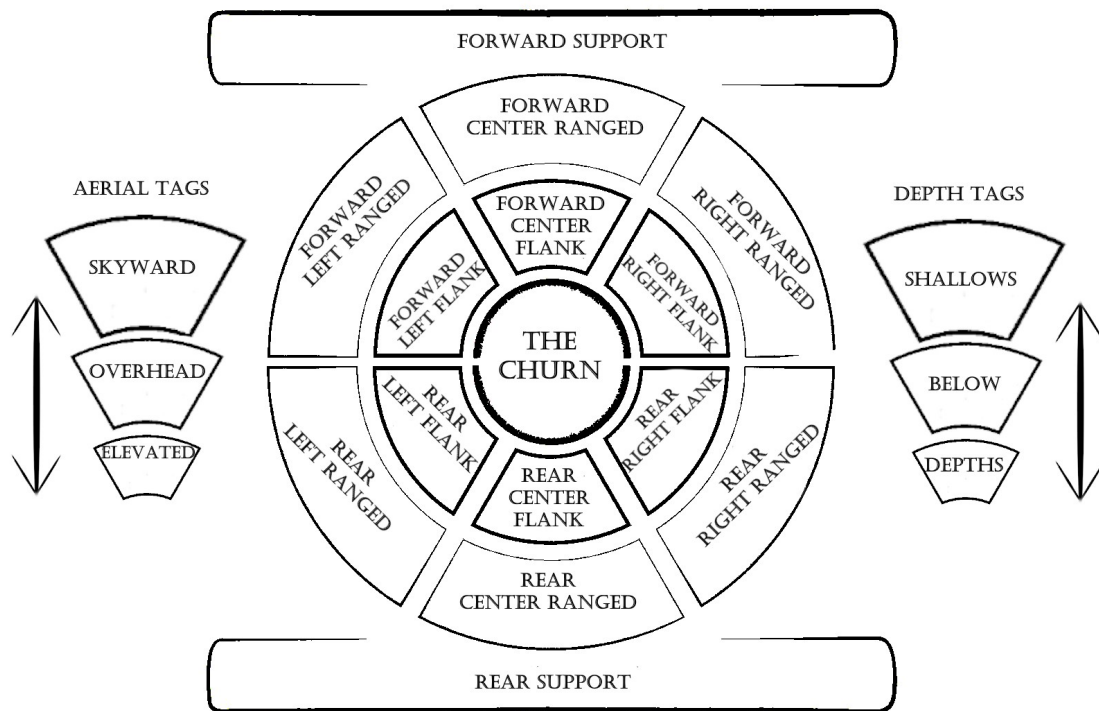 FORWARD SUPPORT
FORWARD
CENTER RANGED
AERIAL TAGS
SKYWARD
OVERHEAD
ELEVATED
FORWARD
LEFT RANGED
FORWARD
CENTER
FLANK
FORWARD
RIGHT RANGED
DEPTH TAGS
SHALLOWS
BELOW
DEPTHS
FORWARD
LEFT FLANK
FORWARD
RIGHT FLANK
THE
CHURN
REAR
LEFT FLANK
REAR
RIGHT FLANK
REAR
LEFT RANGED
REAR
CENTER
FLANK
REAR
RIGHT RANGED
REAR
CENTER RANGED
REAR SUPPORT